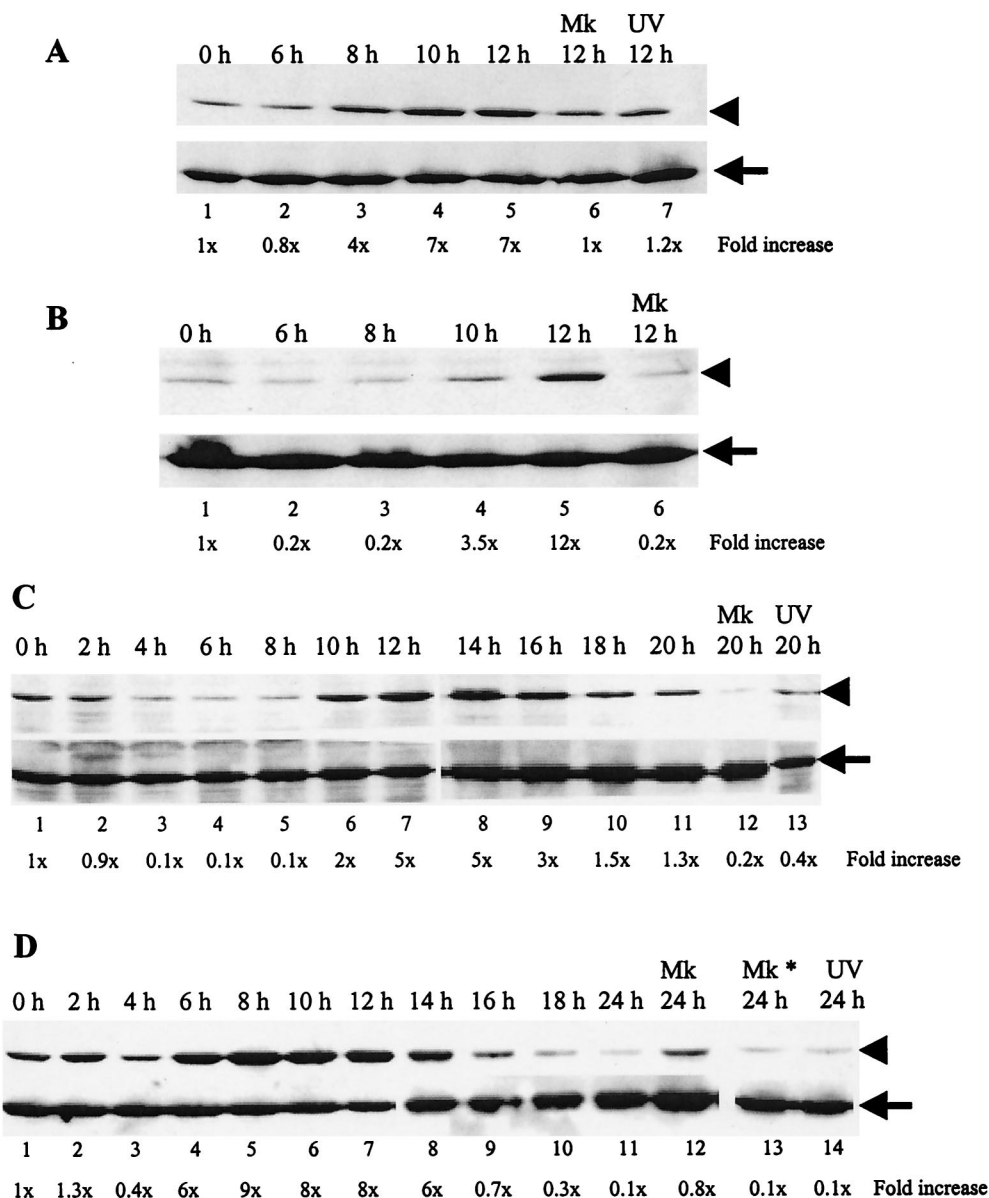 A
Mk UV
0 h 6 h 8 h 10 h 12 h 12 h 12 h
1 2 3 4 5 6 7
1x 0.8x 4x 7x 7x 1x 1.2x Fold increase
B
Mk
0 h 6 h 8 h 10 h 12 h 12 h
1 2 3 4 5 6
1x 0.2x 0.2x 3.5x 12x 0.2x Fold increase
C
Mk UV
0 h 2 h 4 h 6 h 8 h 10 h 12 h 14 h 16 h 18 h 20 h 20 h 20 h
1 2 3 4 5 6 7 8 9 10 11 12 13
1x 0.9x 0.1x 0.1x 0.1x 2x 5x 5x 3x 1.5x 1.3x 0.2x 0.4x Fold increase
D
Mk Mk * UV
0 h 2 h 4 h 6 h 8 h 10 h 12 h 14 h 16 h 18 h 24 h 24 h 24 h 24 h
1 2 3 4 5 6 7 8 9 10 11 12 13 14
1x 1.3x 0.4x 6x 9x 8x 8x 6x 0.7x 0.3x 0.1x 0.8x 0.1x 0.1x Fold increase